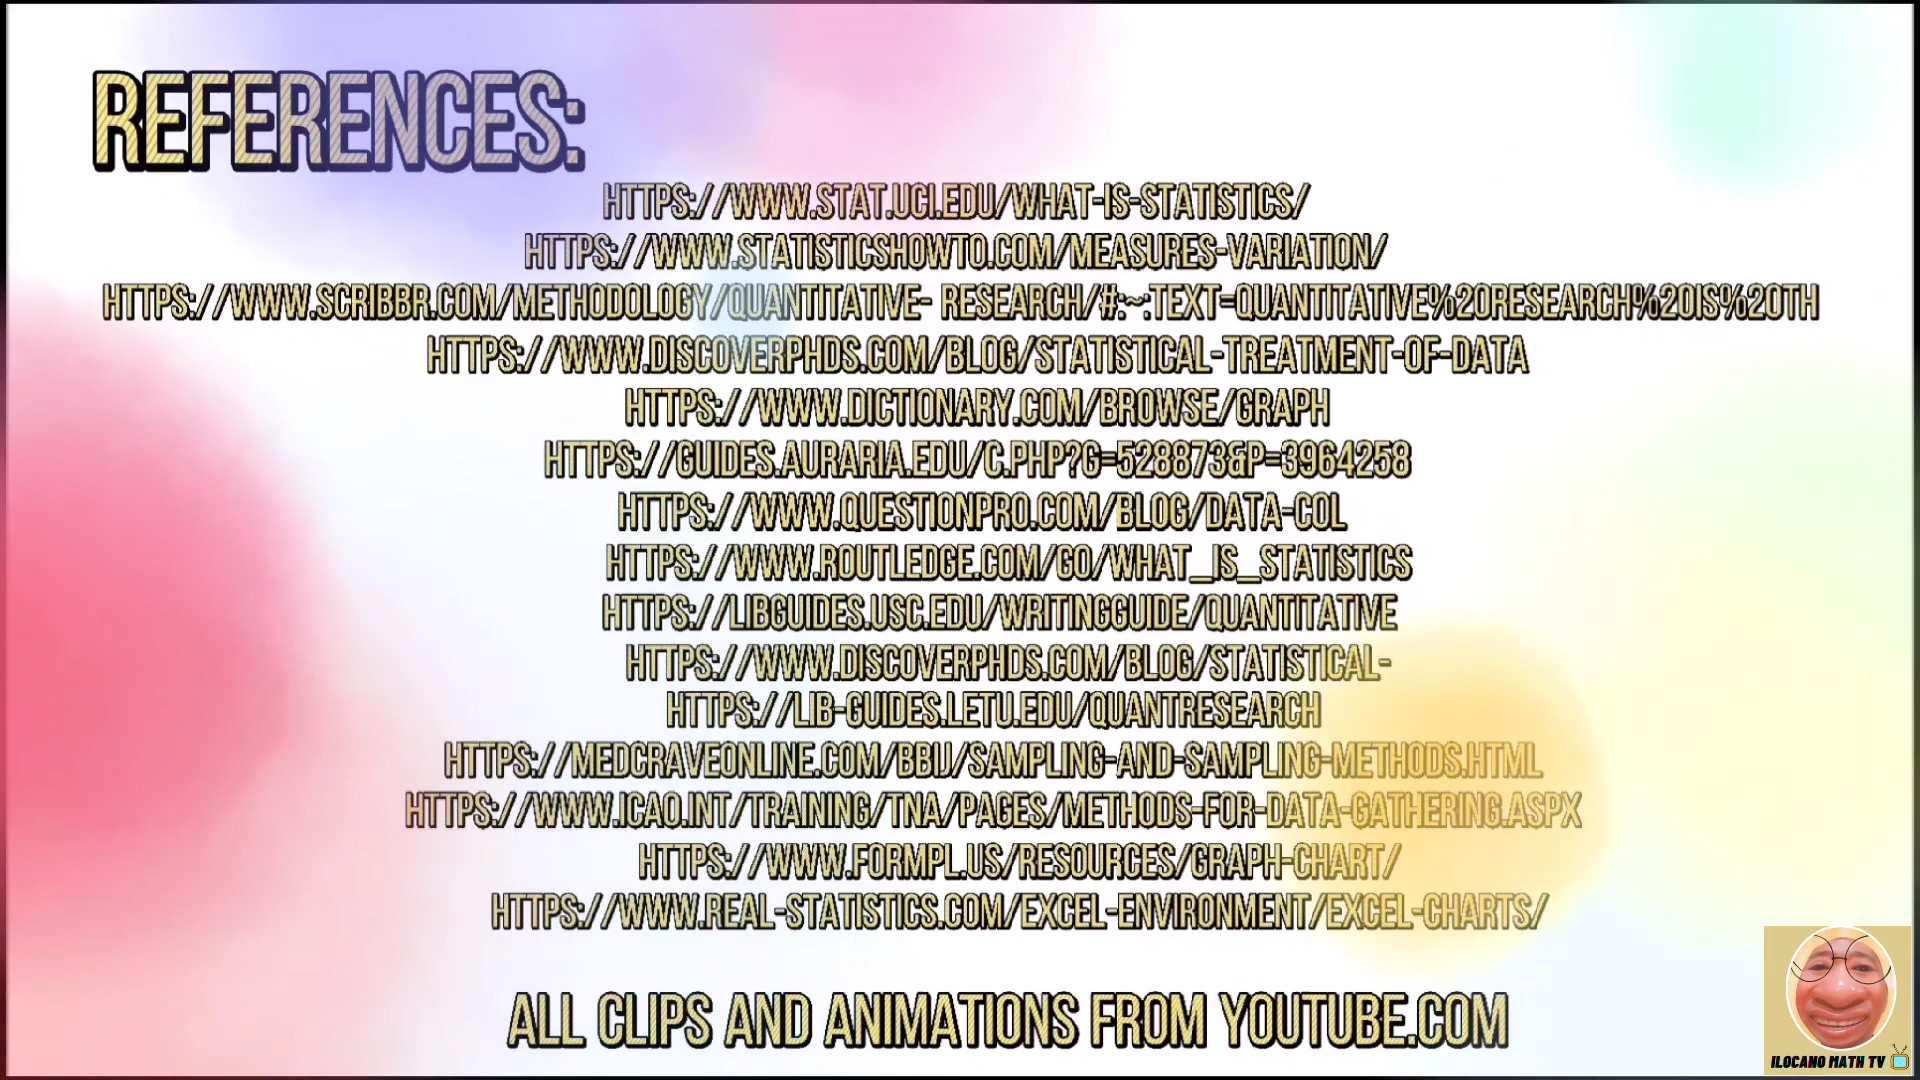 REFERENCES:
HTTPS://WWW.STAT.UCI.EDU/WHAT-IS-STATISTICS/
HTTPS://WWW.STATISTICSHOWTO.COM/MEASURES-VARIATION/
HTTPS://WWW.SCRIBBR.COM/METHODOLOGY/QUANTITATIVE- RESEARCH/#:~:TEXT=QUANTITATIVE%20RESEARCH%20IS%20TH
HTTPS://WWW.DISCOVERPHDS.COM/BLOG/STATISTICAL-TREATMENT-OF-DATA
HTTPS://WWW.DICTIONARY.COM/BROWSE/GRAPH
HTTPS://GUIDES.AURARIA.EDU/C.PHP?G=528873&P=3964258
HTTPS://WWW.QUESTIONPRO.COM/BLOG/DATA-COL
HTTPS://WWW.ROUTLEDGE.COM/GO/WHAT_IS_STATISTICS
HTTPS://LIBGUIDES.USC.EDU/WRITINGGUIDE/QUANTITATIVE
HTTPS://WWW.DISCOVERPHDS.COM/BLOG/STATISTICAL-
HTTPS://LIB-GUIDES.LETU.EDU/QUANTRESEARCH
HTTPS://MEDCRAVEONLINE.COM/BBIJ/SAMPLING-AND-SAMPLING-METHODS.HTML
HTTPS://WWW.ICAO.INT/TRAINING/TNA/PAGES/METHODS-FOR-DATA-GATHERING.ASPX
HTTPS://WWW.FORMPL.US/RESOURCES/GRAPH-CHART/
HTTPS://WWW.REAL-STATISTICS.COM/EXCEL-ENVIRONMENT/EXCEL-CHARTS/
ALL CLIPS AND ANIMATIONS FROM YOUTUBE.COM
ILOCANO MATH TV